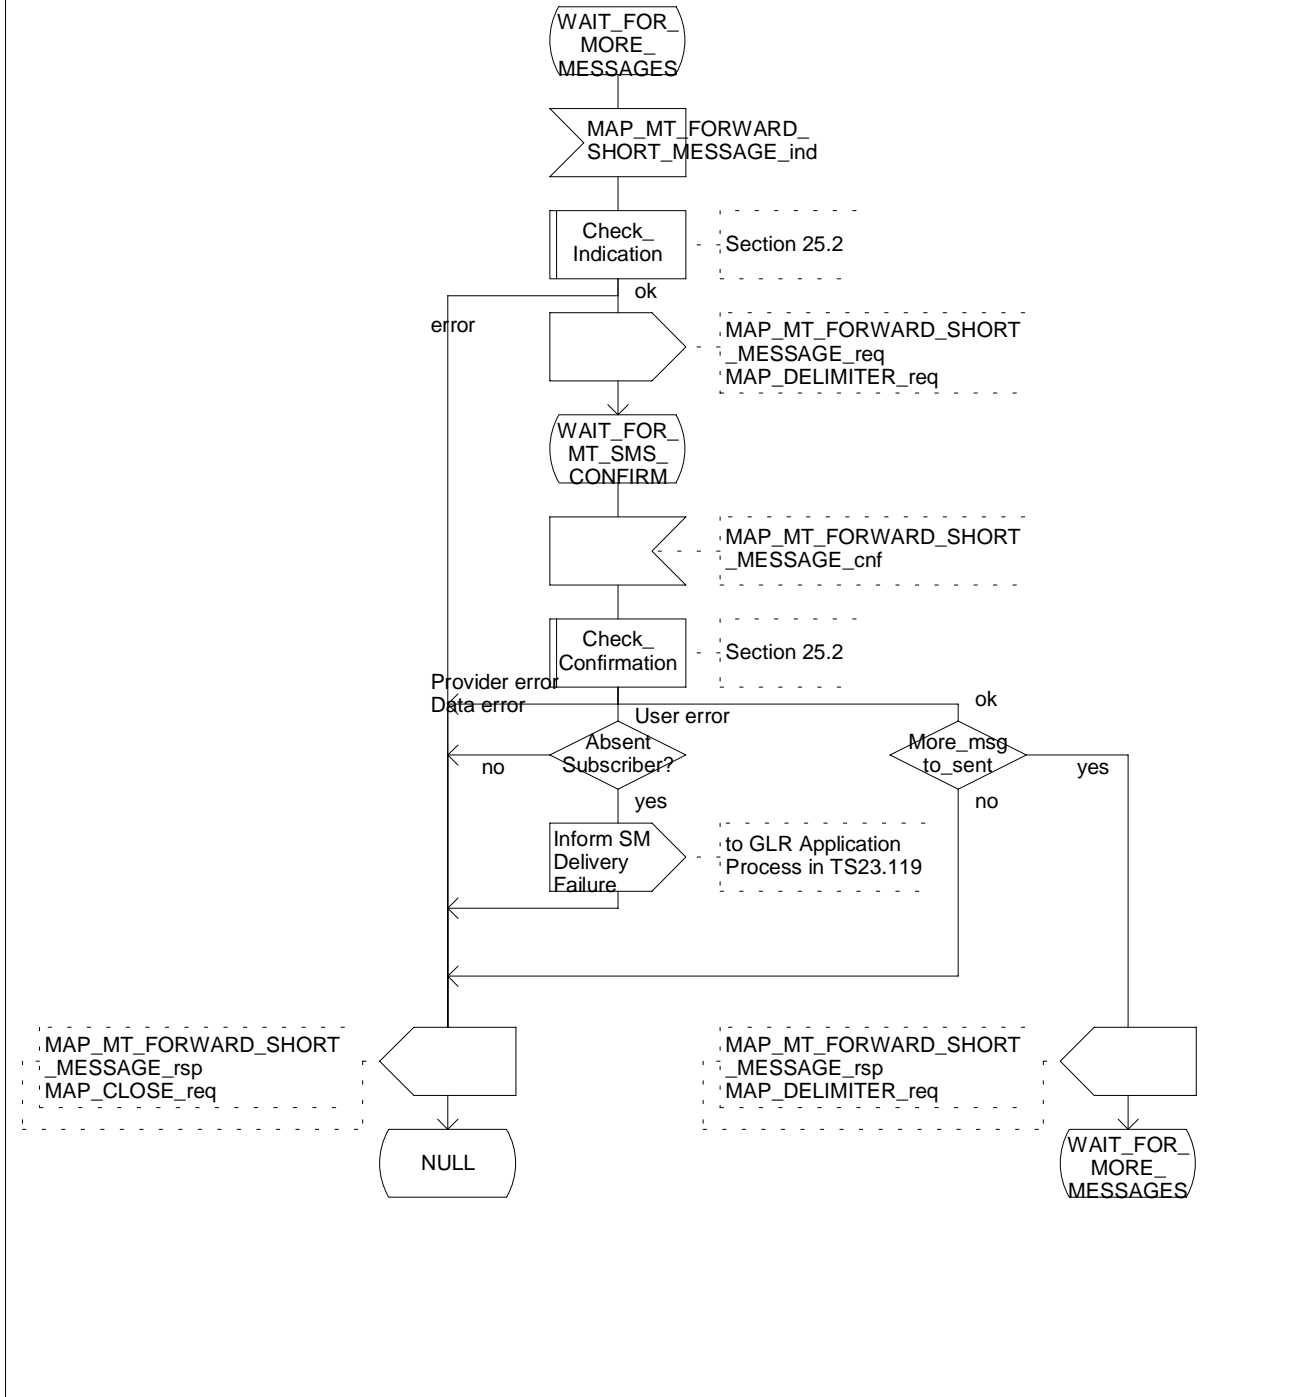 WAIT_FOR_
MORE_
MESSAGES
MAP_MT_FORWARD_
SHORT_MESSAGE_ind
Check_
Indication
Section 25.2
ok
error
MAP_MT_FORWARD_SHORT
_MESSAGE_req
MAP_DELIMITER_req
WAIT_FOR_
MT_SMS_
CONFIRM
MAP_MT_FORWARD_SHORT
_MESSAGE_cnf
Check_
Confirmation
Section 25.2
Provider error
Data error
User error
ok
Absent
Subscriber?
no
yes
More_msg
to_sent
yes
no
Inform SM
Delivery
Failure
to GLR Application
Process in TS23.119
MAP_MT_FORWARD_SHORT
_MESSAGE_rsp
MAP_CLOSE_req
MAP_MT_FORWARD_SHORT
_MESSAGE_rsp
MAP_DELIMITER_req
NULL
WAIT_FOR_
MORE_
MESSAGES